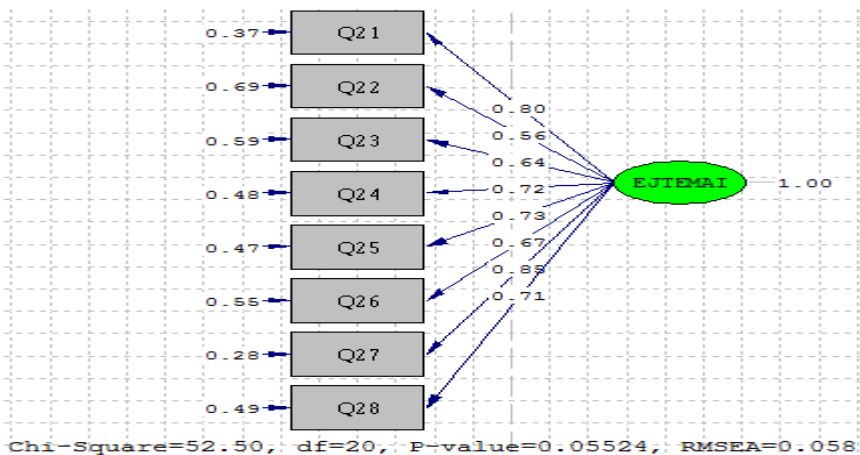 0.37 Q21
0.69 Q22
0.80
0.56
0.59 Q23
0.64
0.48 Q24
0.72
EJTEMAI 1.00
0.73
0.47 Q25
0.67
0.85
0.55 Q26
0.71
0.28 Q27
0.49 Q28
Chi-Square=52.50, df=20, P-value=0.05524, RMSEA=0.058